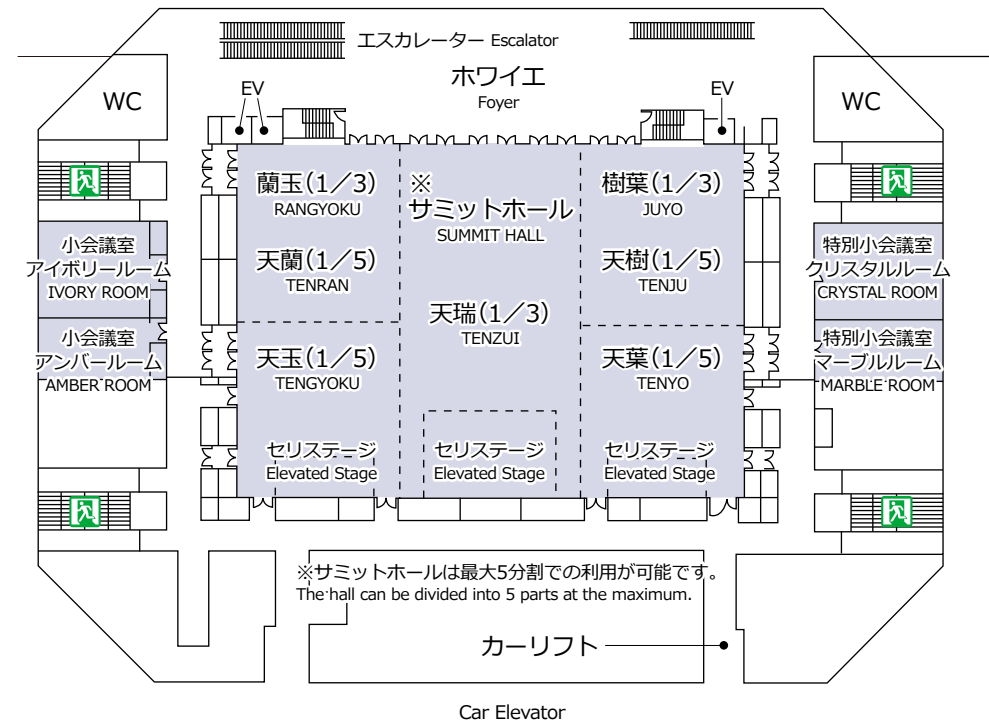 エスカレーター Escalator
ホワイエ
Foyer
EV
EV
WC
WC
蘭玉(1／3)
RANGYOKU
天蘭(1／5)
TENRAN
天玉(1／5)
TENGYOKU
セリステージ
Elevated Stage
※
サミットホール
SUMMIT HALL
天瑞(1／3)
TENZUI
セリステージ
Elevated Stage
樹葉(1／3)
JUYO
天樹(1／5)
TENJU
天葉(1／5)
TENYO
セリステージ
Elevated Stage
小会議室
アイボリールーム
IVORY ROOM
小会議室
アンバールーム
AMBER ROOM
特別小会議室
クリスタルルーム
CRYSTAL ROOM
特別小会議室
マーブルルーム
MARBLE ROOM
※サミットホールは最大5分割での利用が可能です。
The hall can be divided into 5 parts at the maximum.
カーリフト
Car Elevator